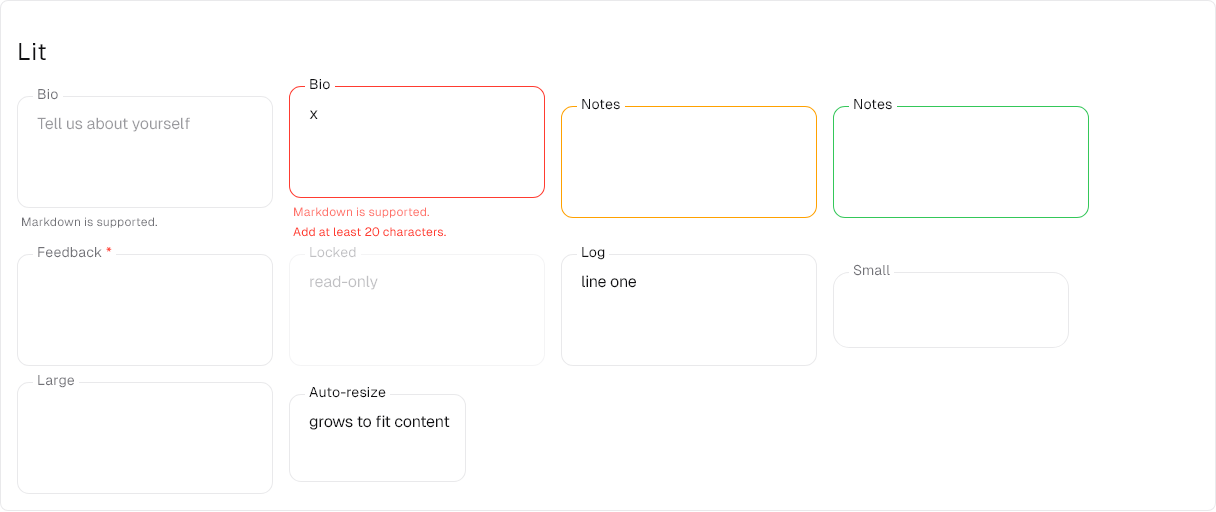 Lit
Bio
Tell us about yourself
Markdown is supported.
Bio
x
Markdown is supported.
Add at least 20 characters.
Notes
Notes
Feedback *
Locked
read-only
Log
line one
Small
Large
Auto-resize
grows to fit content